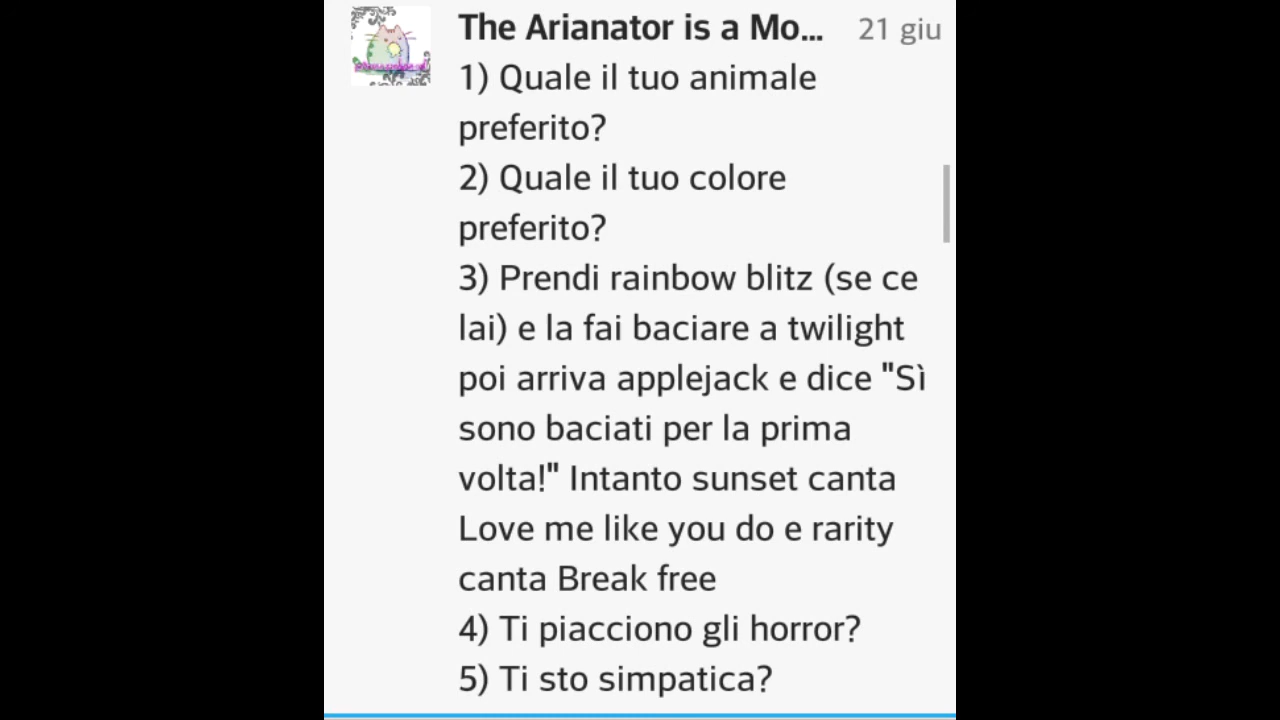 The Arianator is a Mo... 21 giu
1) Quale il tuo animale
preferito?
2) Quale il tuo colore
preferito?
3) Prendi rainbow blitz (se ce
lai) e la fai baciare a twilight
poi arriva applejack e dice "Sì
sono baciati per la prima
volta!" Intanto sunset canta
Love me like you do e rarity
canta Break free
4) Ti piacciono gli horror?
5) Ti sto simpatica?